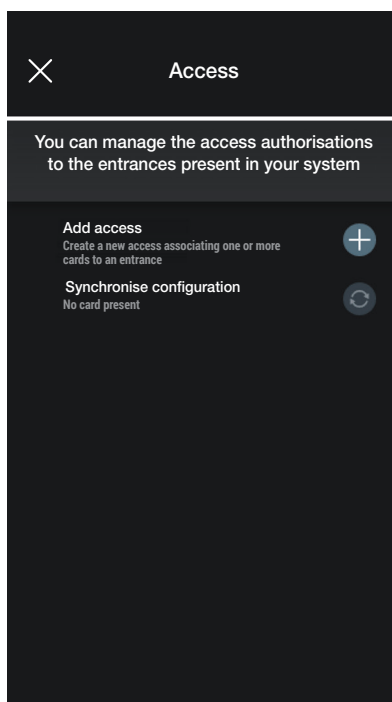 Access
You can manage the access authorisations
to the entrances present in your system
Add access
Create a new access associating one or more
cards to an entrance
Synchronise configuration
No card present